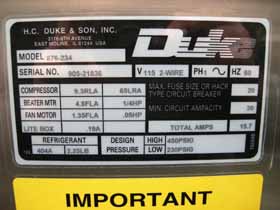 H.C. DUKE & SON, INC.
2116-8TH AVENUE
EAST MOLINE, IL 61244 USA
Duke
MODEL 876-234
SERIAL NO. 905-21836 V 115 2-WIRE PH 1 HZ 60
COMPRESSOR 9.3RLA 65LRA MAX. FUSE SIZE OR HACR
TYPE CIRCUIT BREAKER 20
BEATER MTR 4.5FLA 1/4HP
MIN. CIRCUIT
AMPACITY 20
FAN MOTOR 1.35FLA .05HP
LITE BOX .15A TOTAL AMPS 15.7
REFRIGERANT DESIGN HIGH 450PSIG
404A 2.25LB PRESSURE LOW 230PSIG
IMPORTANT